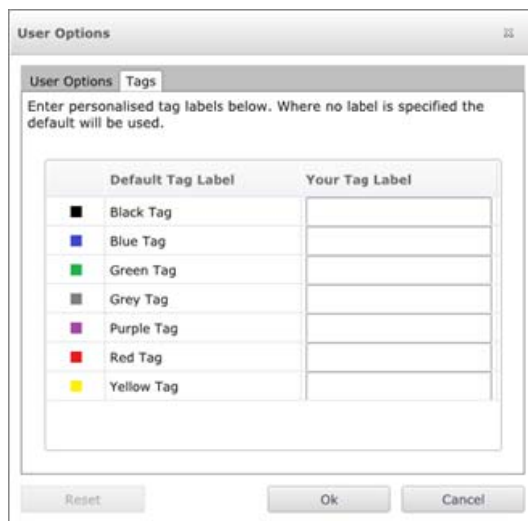 User Options
User Options Tags
Enter personalised tag labels below. Where no label is specified the
default will be used.
Default Tag Label Your Tag Label
Black Tag
Blue Tag
Green Tag
Grey Tag
Purple Tag
Red Tag
Yellow Tag
Reset Ok Cancel